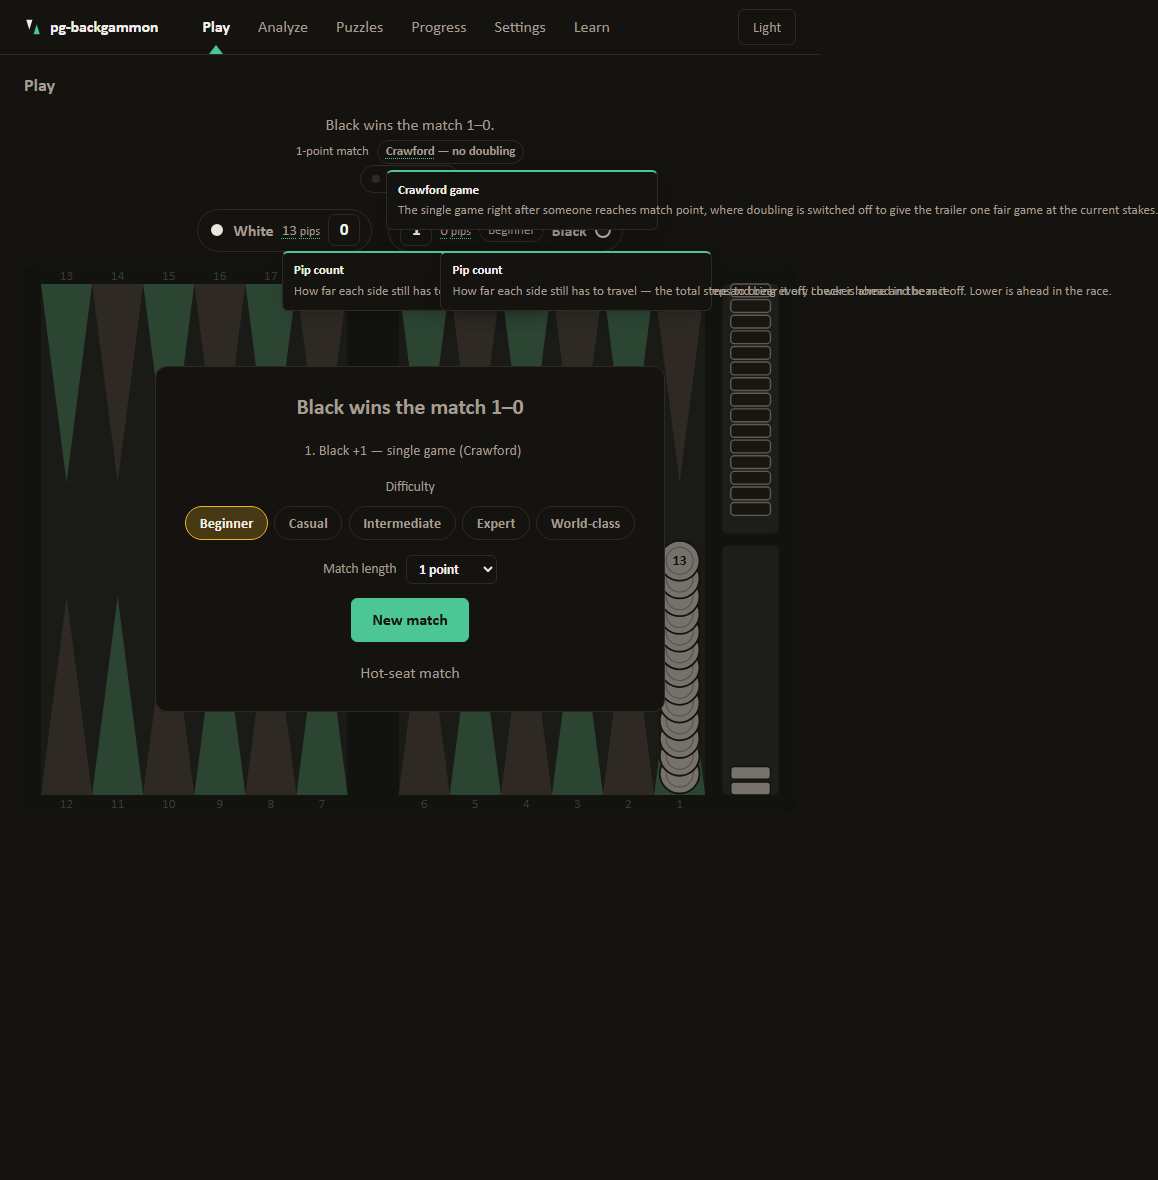 pg-backgammon Play Analyze Puzzles Progress Settings Learn Light
Play
Black wins the match 1–0.
1-point match Crawford — no doubling
Crawford game
The single game right after someone reaches match point, where doubling is switched off to give the trailer one fair game at the current stakes.
White 13 pips 0
1 0 pips Beginner Black
Pip count
How far each side still has t
Pip count
How far each side still has to travel — the total steps to bring every checker home and bear it off. Lower is ahead in the race.
13 14 15 16 17
Black wins the match 1–0
1. Black +1 — single game (Crawford)
Difficulty
Beginner Casual Intermediate Expert World-class
Match length 1 point
New match
Hot-seat match
13
12 11 10 9 8 7 6 5 4 3 2 1